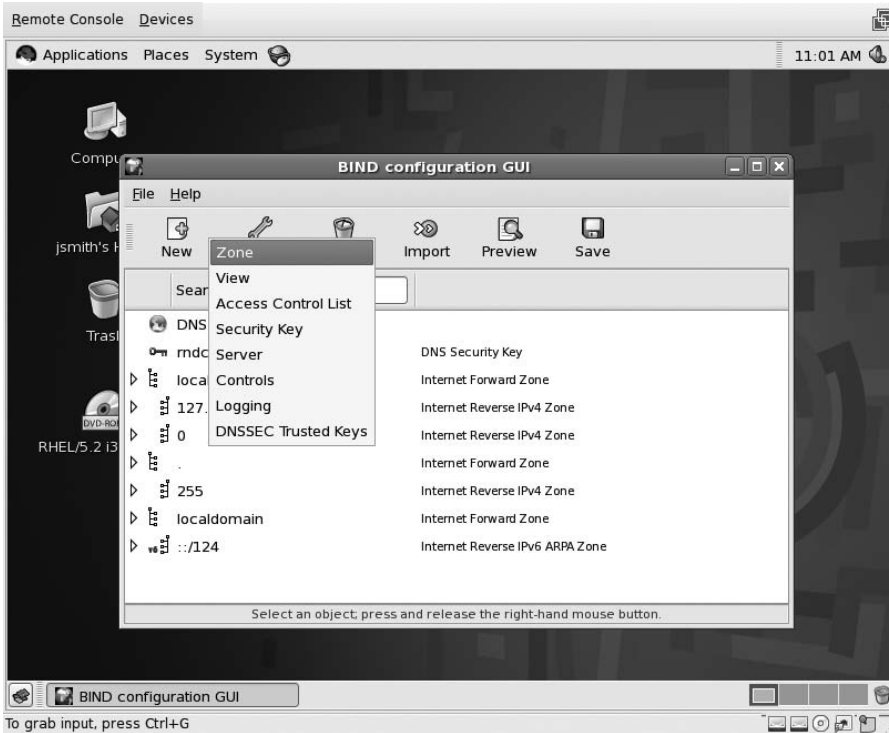 Remote Console Devices
Applications Places System 11:01 AM
Compu
BIND configuration GUI
File Help
jsmith's H
New Import Preview Save
Zone
View
Access Control List
Security Key
Server
Controls
Logging
DNSSEC Trusted Keys
Sear
Trash
DNS
rndc DNS Security Key
loca Internet Forward Zone
127. Internet Reverse IPv4 Zone
DVD-RO
RHEL/5.2 i3
0 Internet Reverse IPv4 Zone
. Internet Forward Zone
255 Internet Reverse IPv4 Zone
localdomain Internet Forward Zone
v6 ::/124 Internet Reverse IPv6 ARPA Zone
Select an object; press and release the right-hand mouse button.
BIND configuration GUI
To grab input, press Ctrl+G